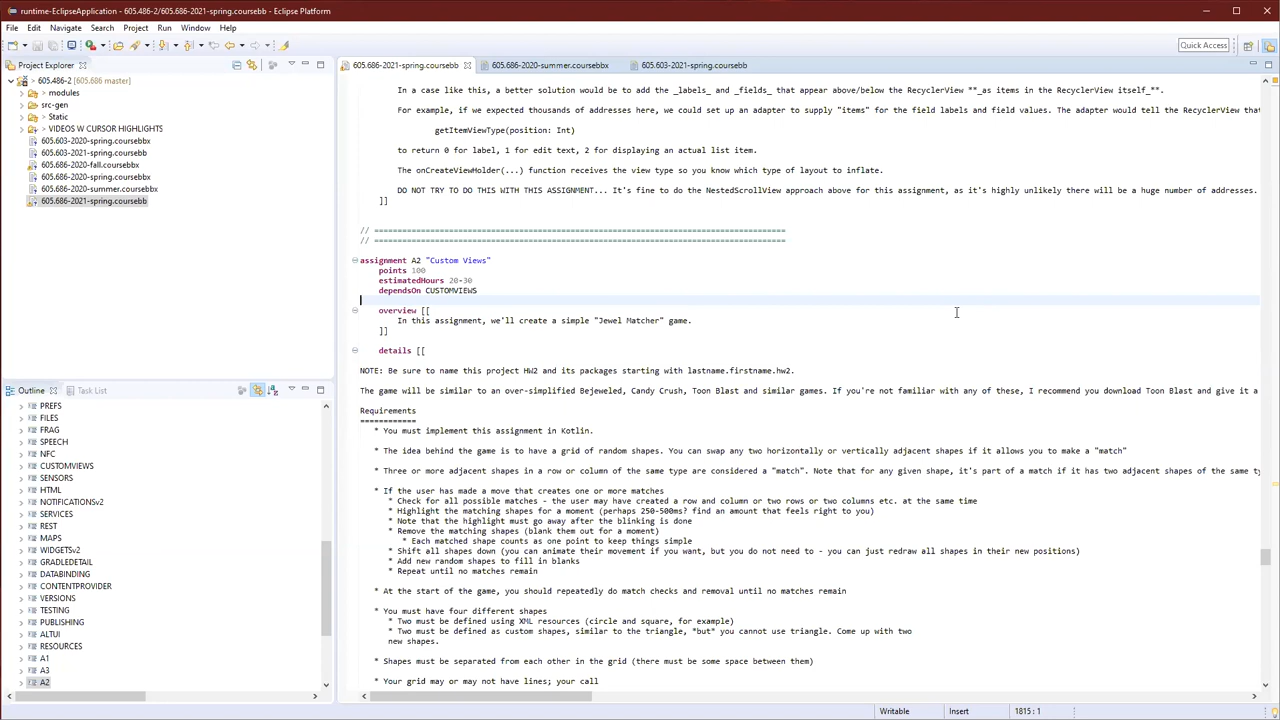 runtime-EclipseApplication - 605.486-2/605.686-2021-spring.coursebb - Eclipse Platform
File Edit Navigate Search Project Run Window Help
Quick Access
Project Explorer
605.486-2 [605.686 master]
> modules
src-gen
> Static
> VIDEOS W CURSOR HIGHLIGHTS
605.603-2020-spring.coursebbx
605.603-2021-spring.coursebbx
605.686-2020-fall.coursebbx
605.686-2020-spring.coursebbx
605.686-2020-summer.coursebbx
605.686-2021-spring.coursebb
Outline Task List
PREFS
FILES
FRAG
SPEECH
NFC
CUSTOMVIEWS
SENSORS
HTML
NOTIFICATIONSv2
SERVICES
REST
MAPS
WIDGETSv2
GRADLEDETAIL
DATABINDING
CONTENTPROVIDER
VERSIONS
TESTING
PUBLISHING
ALTUI
RESOURCES
A1
A3
A2
605.686-2021-spring.coursebb 605.686-2020-summer.coursebbx 605.603-2021-spring.coursebb
In a case like this, a better solution would be to add the _labels_ and _fields_ that appear above/below the RecyclerView **_as items in the RecyclerView itself_**.
For example, if we expected thousands of addresses here, we could set up an adapter to supply "items" for the field labels and field values. The adapter would tell the RecyclerView that
getItemViewType(position: Int)
to return 0 for label, 1 for edit text, 2 for displaying an actual list item.
The onCreateViewHolder(...) function receives the view type so you know which type of layout to inflate.
DO NOT TRY TO DO THIS WITH THIS ASSIGNMENT... It's fine to do the NestedScrollView approach above for this assignment, as it's highly unlikely there will be a huge number of addresses.
]]
// =======================================================================================
// =======================================================================================
assignment A2 "Custom Views"
points 100
estimatedHours 20-30
dependsOn CUSTOMVIEWS
overview [[
In this assignment, we'll create a simple "Jewel Matcher" game.
]]
details [[
NOTE: Be sure to name this project HW2 and its packages starting with lastname.firstname.hw2.
The game will be similar to an over-simplified Bejeweled, Candy Crush, Toon Blast and similar games. If you're not familiar with any of these, I recommend you download Toon Blast and give it a
Requirements
============
* You must implement this assignment in Kotlin.
* The idea behind the game is to have a grid of random shapes. You can swap any two horizontally or vertically adjacent shapes if it allows you to make a "match"
* Three or more adjacent shapes in a row or column of the same type are considered a "match". Note that for any given shape, it's part of a match if it has two adjacent shapes of the same ty
* If the user has made a move that creates one or more matches
* Check for all possible matches - the user may have created a row and column or two rows or two columns etc. at the same time
* Highlight the matching shapes for a moment (perhaps 250-500ms? find an amount that feels right to you)
* Note that the highlight must go away after the blinking is done
* Remove the matching shapes (blank them out for a moment)
* Each matched shape counts as one point to keep things simple
* Shift all shapes down (you can animate their movement if you want, but you do not need to - you can just redraw all shapes in their new positions)
* Add new random shapes to fill in blanks
* Repeat until no matches remain
* At the start of the game, you should repeatedly do match checks and removal until no matches remain
* You must have four different shapes
* Two must be defined using XML resources (circle and square, for example)
* Two must be defined as custom shapes, similar to the triangle, *but* you cannot use triangle. Come up with two
new shapes.
* Shapes must be separated from each other in the grid (there must be some space between them)
* Your grid may or may not have lines; your call
Writable Insert 1815 : 1